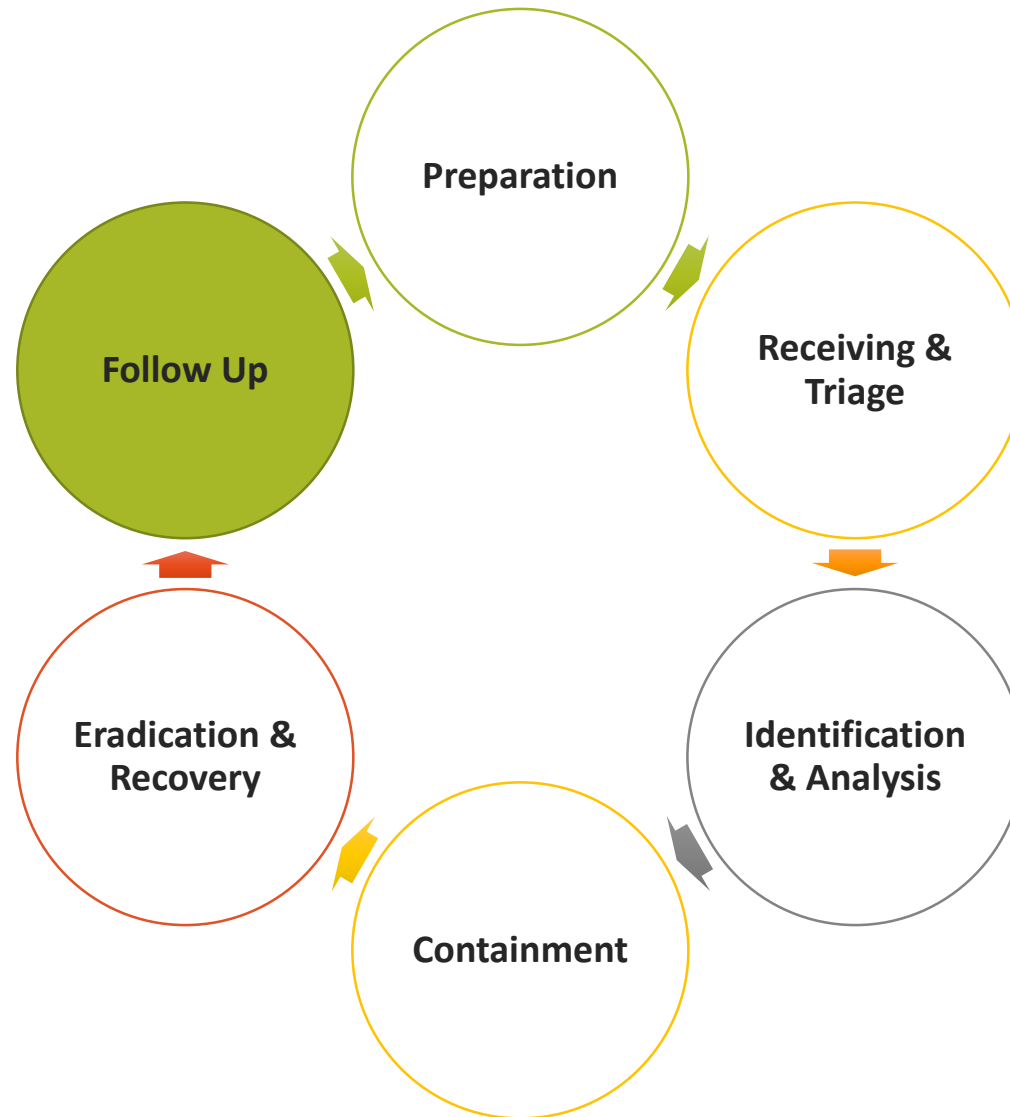 Preparation
Receiving &
Triage
Identification
& Analysis
Containment
Eradication &
Recovery
Follow Up